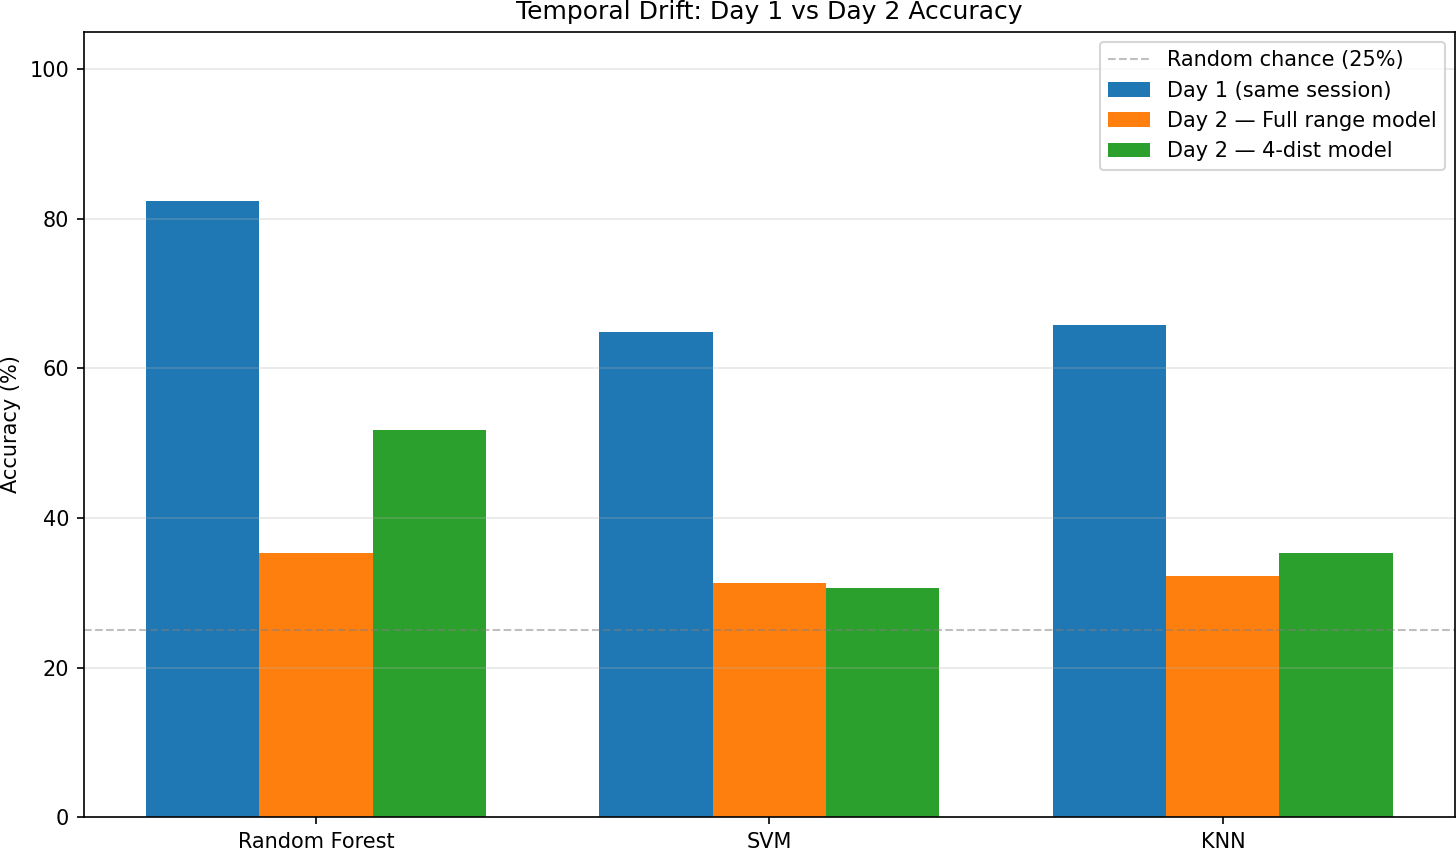 Temporal Drift: Day 1 vs Day 2 Accuracy
Random chance (25%)
Day 1 (same session)
Day 2 — Full range model
Day 2 — 4-dist model
Accuracy (%)
100
80
60
40
20
0
Random Forest
SVM
KNN